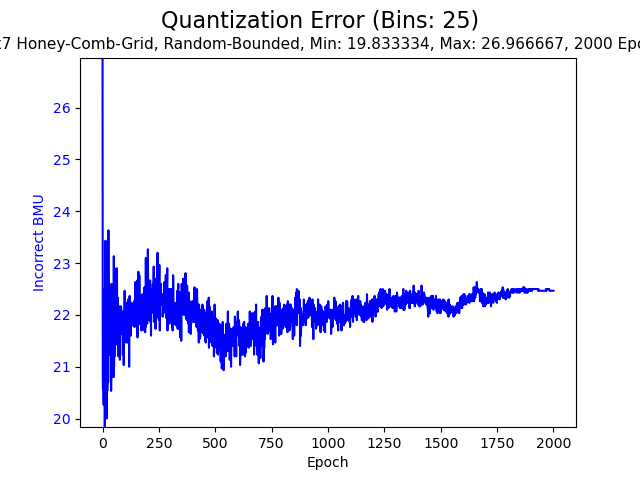 Quantization Error (Bins: 25)
7 Honey-Comb-Grid, Random-Bounded, Min: 19.833334, Max: 26.966667, 2000 Epo
26
25
24
23
22
21
20
Incorrect BMU
0 250 500 750 1000 1250 1500 1750 2000
Epoch